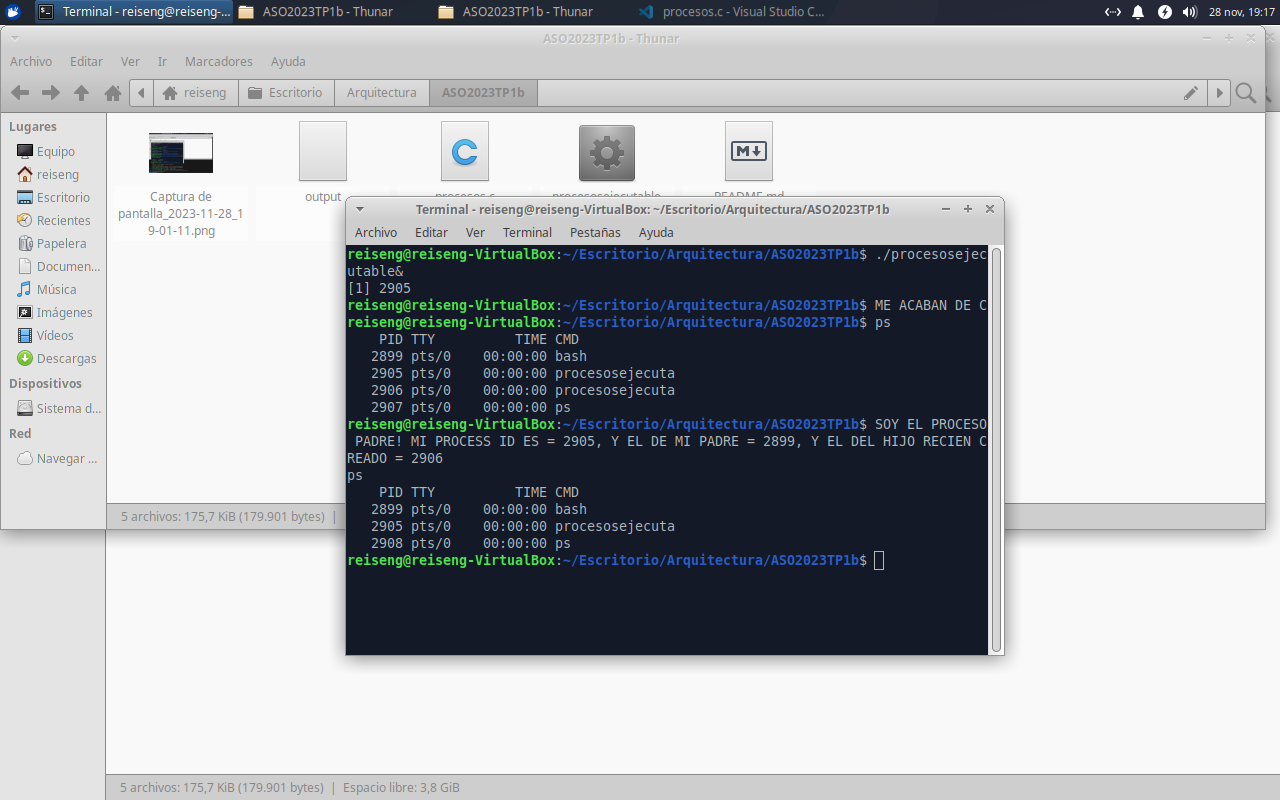 Terminal - reiseng@reiseng-...
ASO2023TP1b - Thunar
ASO2023TP1b - Thunar
procesos.c - Visual Studio C...
28 nov, 19:17
ASO2023TP1b - Thunar
Archivo Editar Ver Ir Marcadores Ayuda
reiseng Escritorio Arquitectura ASO2023TP1b
Lugares
Equipo
reiseng
Escritorio
Recientes
Papelera
Documen...
Música
Imágenes
Vídeos
Descargas
Dispositivos
Sistema d...
Red
Navegar ...
Captura de
pantalla_2023-11-28_1
9-01-11.png
output
procesos.c
procesosejecutable
README.md
5 archivos: 175,7 KiB (179.901 bytes) |
Terminal - reiseng@reiseng-VirtualBox: ~/Escritorio/Arquitectura/ASO2023TP1b
Archivo Editar Ver Terminal Pestañas Ayuda
reiseng@reiseng-VirtualBox:~/Escritorio/Arquitectura/ASO2023TP1b$ ./procesosejec
utable&
[1] 2905
reiseng@reiseng-VirtualBox:~/Escritorio/Arquitectura/ASO2023TP1b$ ME ACABAN DE C
reiseng@reiseng-VirtualBox:~/Escritorio/Arquitectura/ASO2023TP1b$ ps
PID TTY TIME CMD
2899 pts/0 00:00:00 bash
2905 pts/0 00:00:00 procesosejecuta
2906 pts/0 00:00:00 procesosejecuta
2907 pts/0 00:00:00 ps
reiseng@reiseng-VirtualBox:~/Escritorio/Arquitectura/ASO2023TP1b$ SOY EL PROCESO
PADRE! MI PROCESS ID ES = 2905, Y EL DE MI PADRE = 2899, Y EL DEL HIJO RECIEN C
READO = 2906
ps
PID TTY TIME CMD
2899 pts/0 00:00:00 bash
2905 pts/0 00:00:00 procesosejecuta
2908 pts/0 00:00:00 ps
reiseng@reiseng-VirtualBox:~/Escritorio/Arquitectura/ASO2023TP1b$
5 archivos: 175,7 KiB (179.901 bytes) | Espacio libre: 3,8 GiB